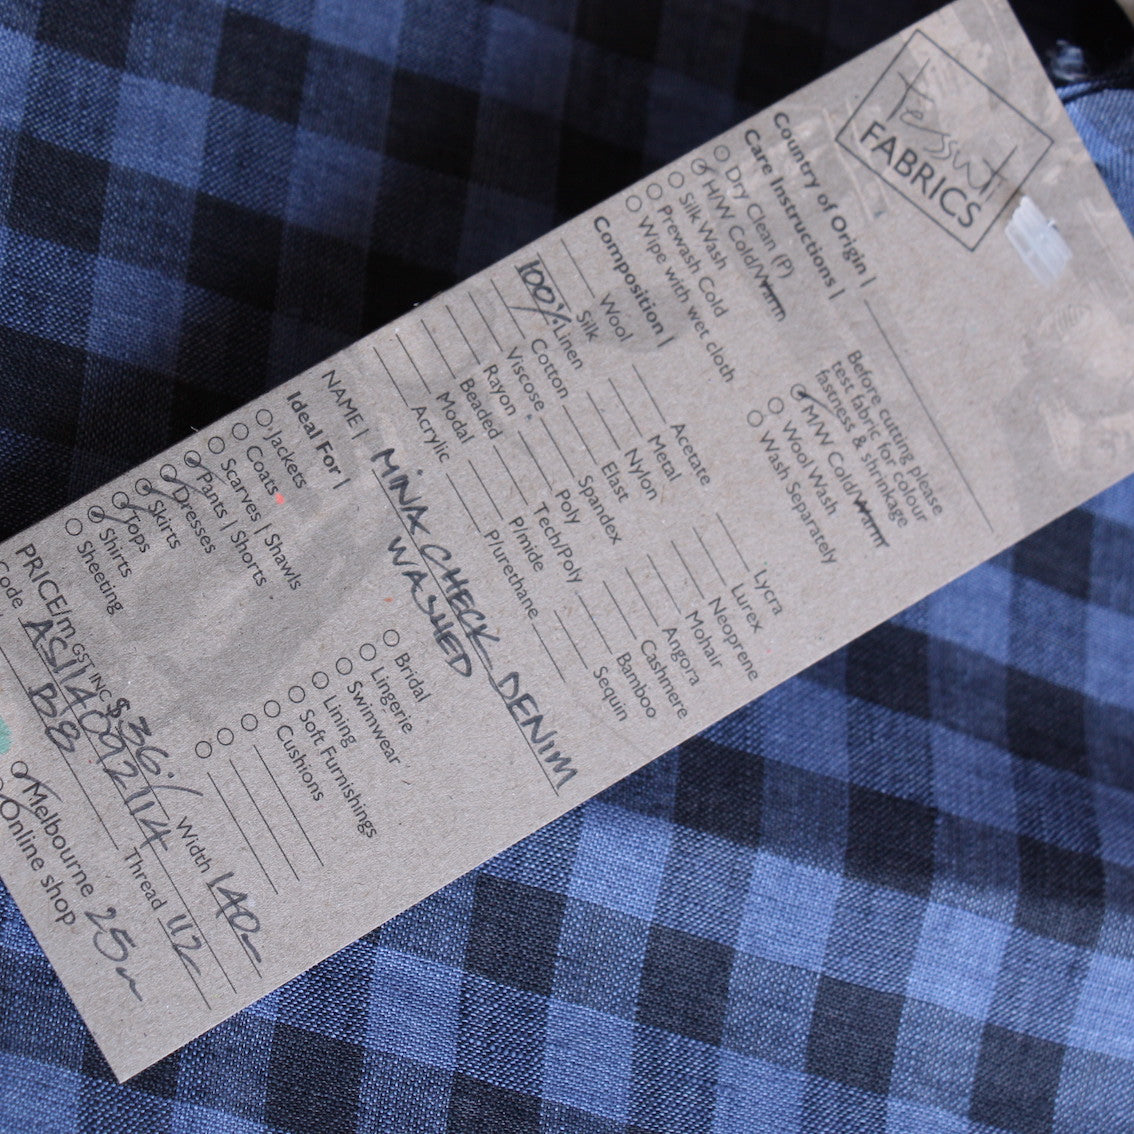 tessuti
FABRICS
Country of Origin |
Care Instructions |
Dry Clean (P)
H/W Cold/Warm
Silk Wash
Prewash Cold
Wipe with wet cloth
Before cutting please
test fabric for colour
fastness & shrinkage
M/W Cold/Warm
Wool Wash
Wash Separately
Composition |
Wool
Silk
100% Linen
Cotton
Viscose
Rayon
Beaded
Modal
Acrylic
Acetate
Metal
Nylon
Elast
Spandex
Poly
Tech/Poly
P/mide
P/urethane
Lycra
Lurex
Neoprene
Mohair
Angora
Cashmere
Bamboo
Sequin
NAME | MINA CHECK DENIM
WASHED
Ideal For |
Jackets
Coats
Scarves | Shawls
Pants | Shorts
Dresses
Skirts
Tops
Shirts
Sheeting
Bridal
Lingerie
Swimwear
Lining
Soft Furnishings
Cushions
PRICE/m GST INC $36./ Width 140-
Code AS114092114 Thread 112-
B8
Melbourne 25m
Online shop